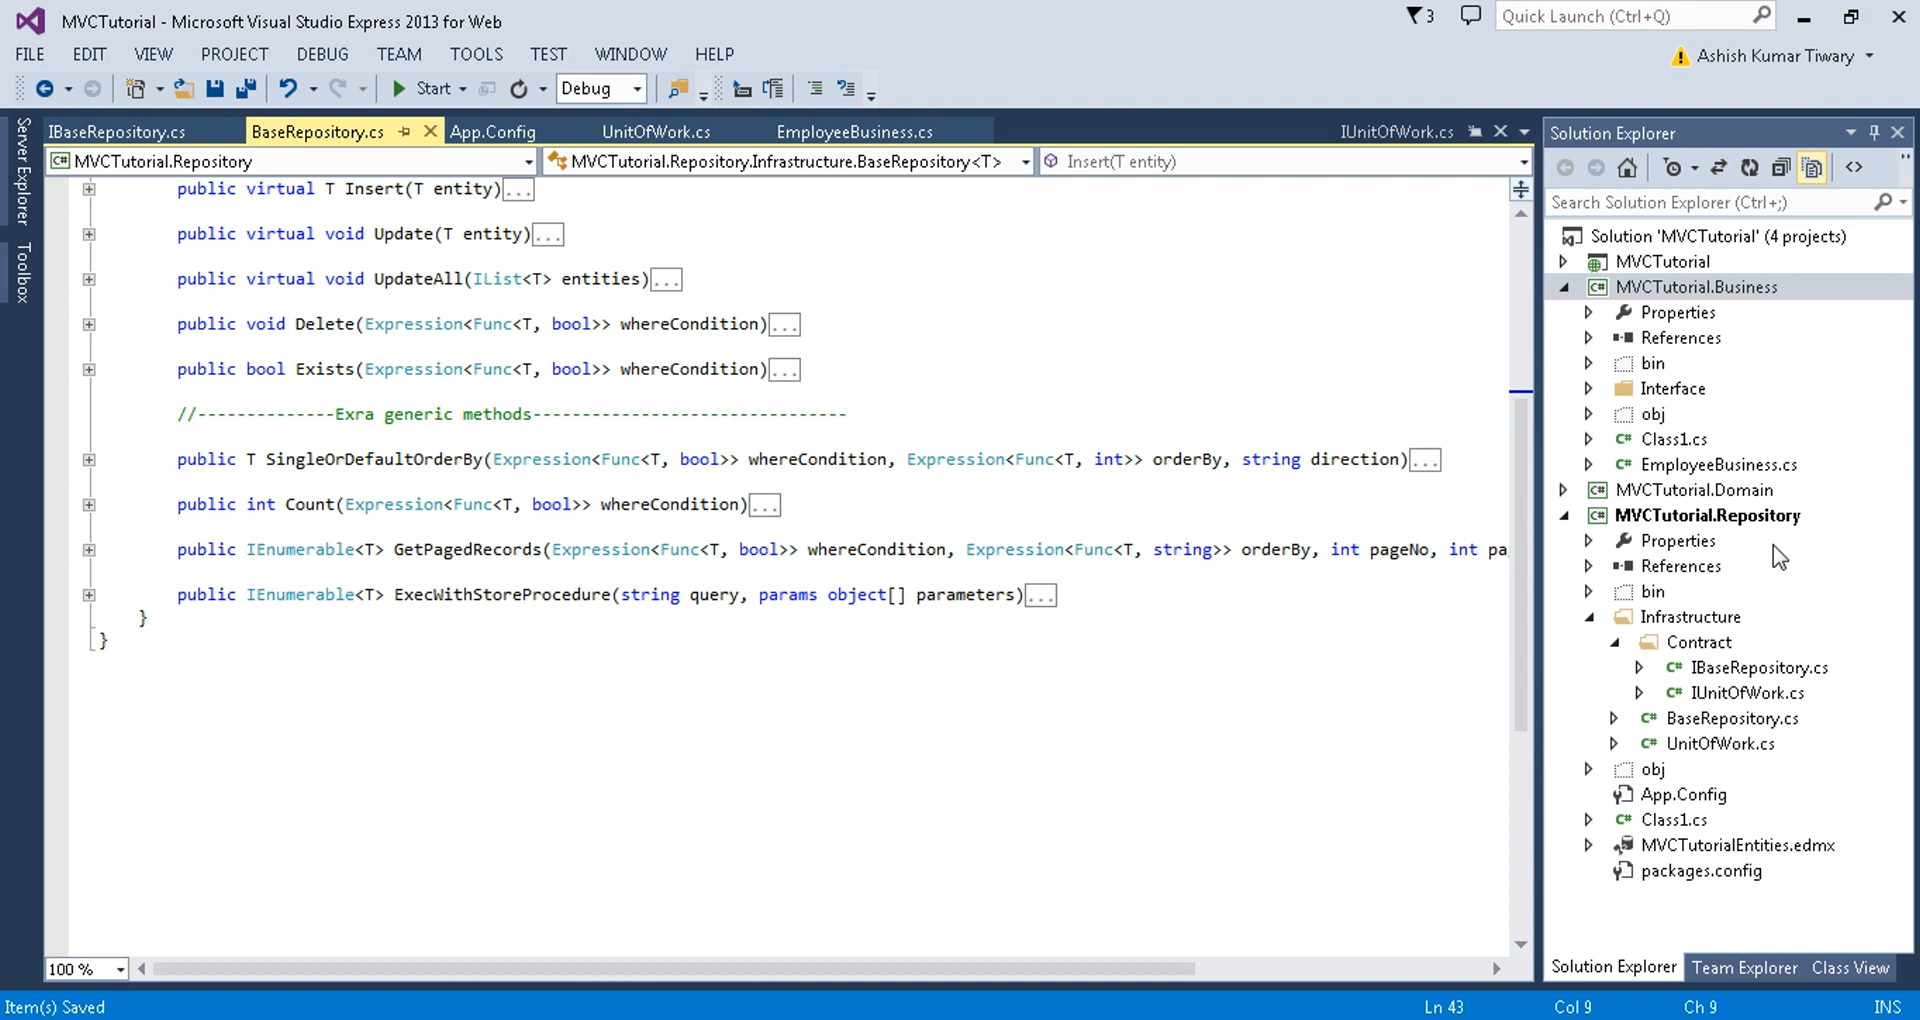 MVCTutorial - Microsoft Visual Studio Express 2013 for Web
3
Quick Launch (Ctrl+Q)
FILE EDIT VIEW PROJECT DEBUG TEAM TOOLS TEST WINDOW HELP
Ashish Kumar Tiwary
Start Debug
Server Explorer
Toolbox
IBaseRepository.cs BaseRepository.cs App.Config UnitOfWork.cs EmployeeBusiness.cs IUnitOfWork.cs
MVCTutorial.Repository MVCTutorial.Repository.Infrastructure.BaseRepository<T> Insert(T entity)
public virtual T Insert(T entity)...
public virtual void Update(T entity)...
public virtual void UpdateAll(IList<T> entities)...
public void Delete(Expression<Func<T, bool>> whereCondition)...
public bool Exists(Expression<Func<T, bool>> whereCondition)...
//--------------Exra generic methods--------------------------------
public T SingleOrDefaultOrderBy(Expression<Func<T, bool>> whereCondition, Expression<Func<T, int>> orderBy, string direction)...
public int Count(Expression<Func<T, bool>> whereCondition)...
public IEnumerable<T> GetPagedRecords(Expression<Func<T, bool>> whereCondition, Expression<Func<T, string>> orderBy, int pageNo, int pa
public IEnumerable<T> ExecWithStoreProcedure(string query, params object[] parameters)...
}
}
100 %
Solution Explorer
Search Solution Explorer (Ctrl+;)
Solution 'MVCTutorial' (4 projects)
MVCTutorial
C# MVCTutorial.Business
Properties
References
bin
Interface
obj
C# Class1.cs
C# EmployeeBusiness.cs
C# MVCTutorial.Domain
C# MVCTutorial.Repository
Properties
References
bin
Infrastructure
Contract
C# IBaseRepository.cs
C# IUnitOfWork.cs
C# BaseRepository.cs
C# UnitOfWork.cs
obj
App.Config
C# Class1.cs
MVCTutorialEntities.edmx
packages.config
Solution Explorer Team Explorer Class View
Item(s) Saved Ln 43 Col 9 Ch 9 INS